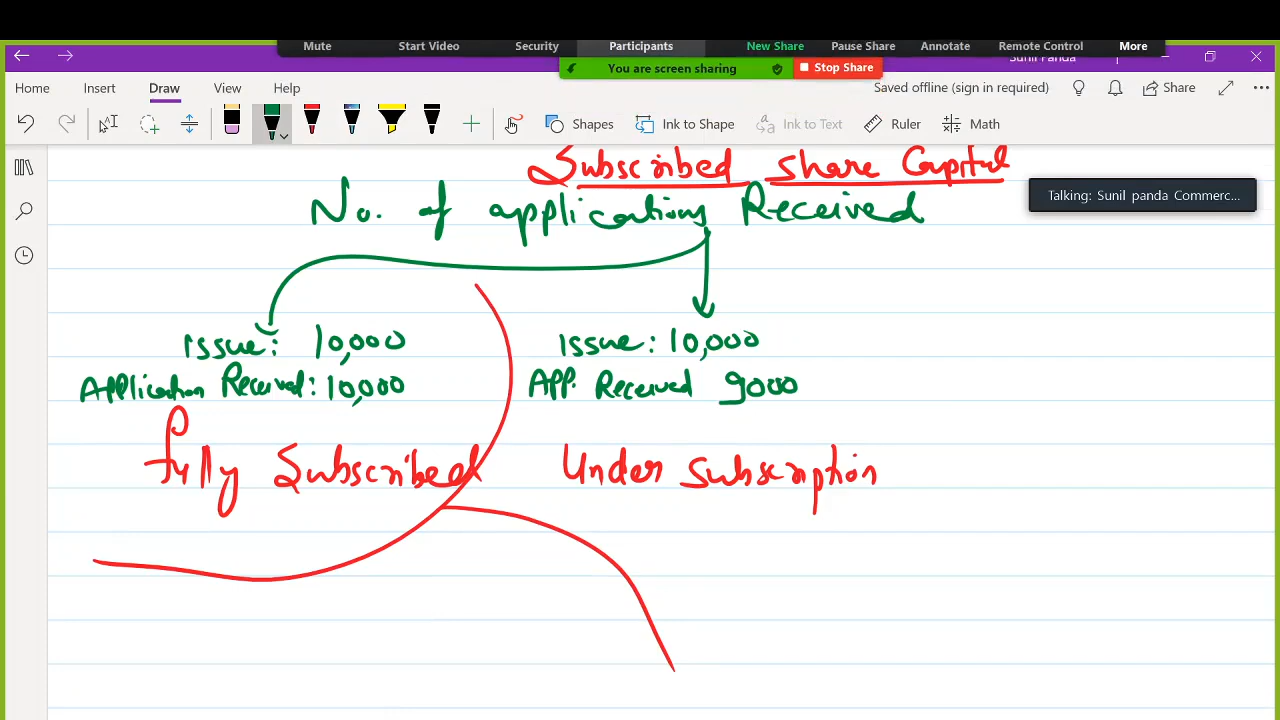 Mute Start Video Security Participants New Share Pause Share Annotate Remote Control More
You are screen sharing Stop Share
Sunil Panda
Home Insert Draw View Help Saved offline (sign in required) Share
Shapes Ink to Shape Ink to Text Ruler Math
Subscribed Share Capital
Talking: Sunil panda Commerc...
No. of applications Received
Issue: 10,000
Application Received: 10,000
Fully Subscribed
Issue: 10,000
App. Received 9000
Under Subscription